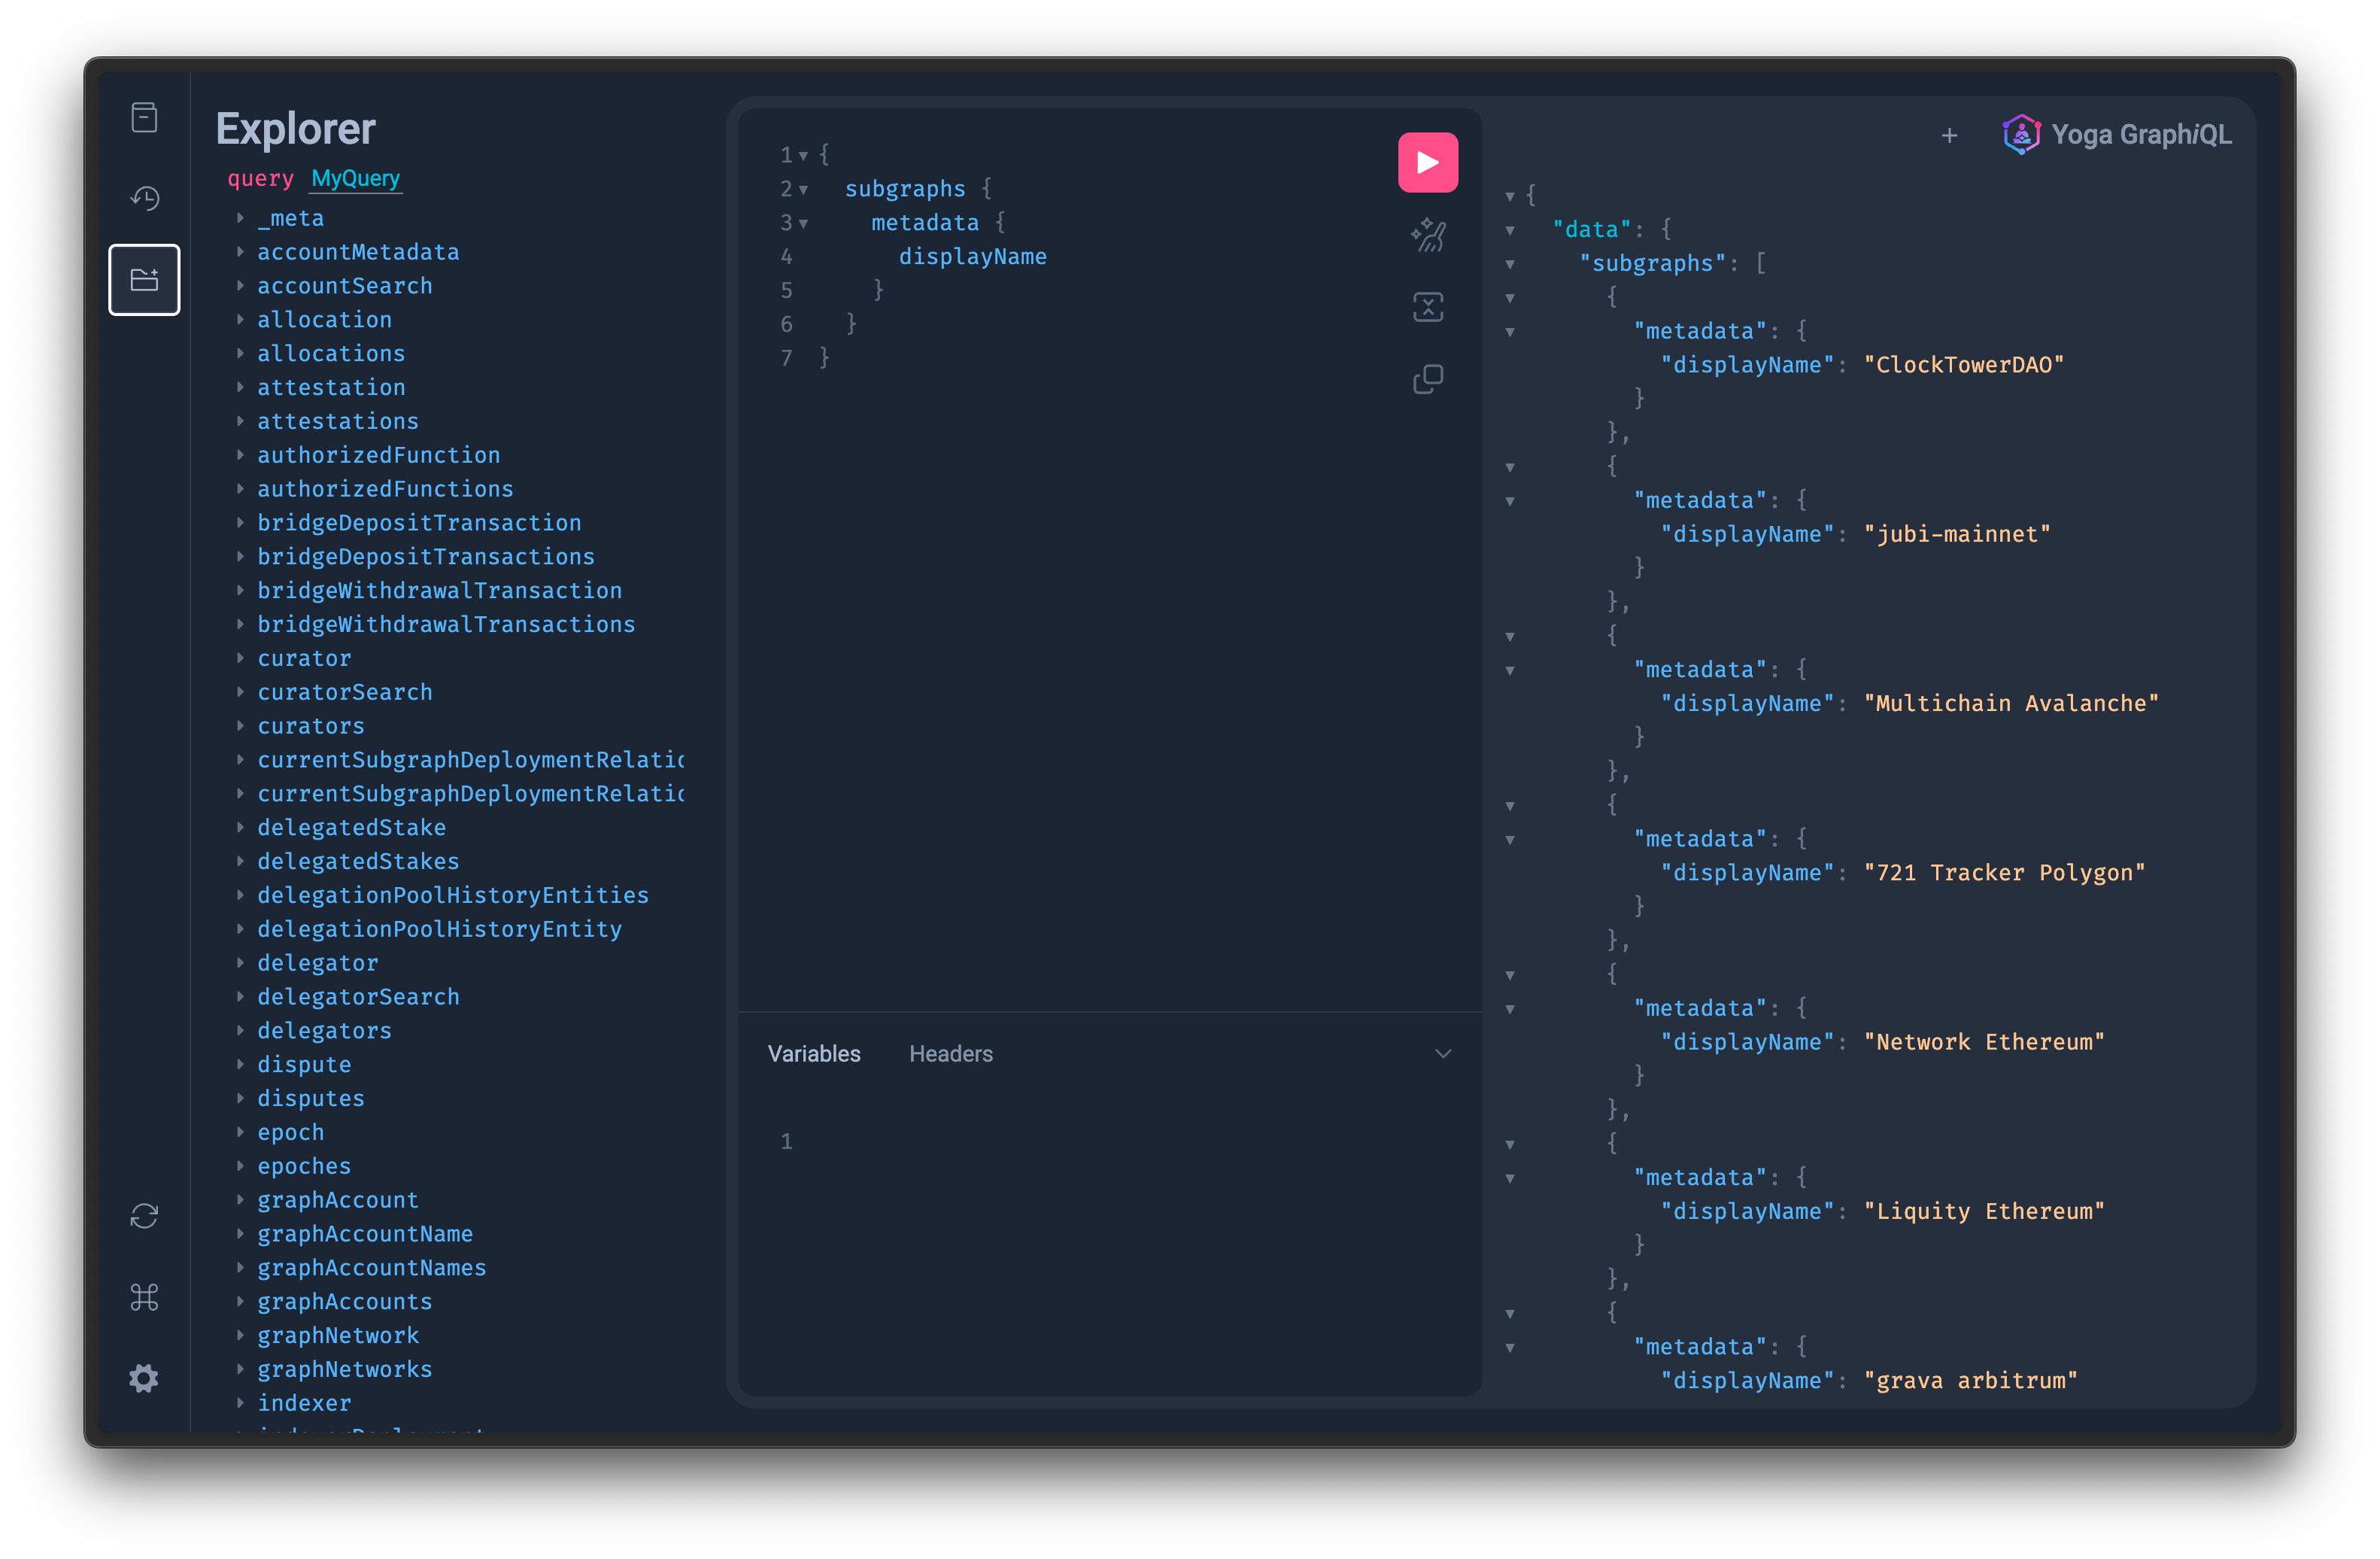 Explorer
query MyQuery
_meta
accountMetadata
accountSearch
allocation
allocations
attestation
attestations
authorizedFunction
authorizedFunctions
bridgeDepositTransaction
bridgeDepositTransactions
bridgeWithdrawalTransaction
bridgeWithdrawalTransactions
curator
curatorSearch
curators
currentSubgraphDeploymentRelatio
currentSubgraphDeploymentRelatio
delegatedStake
delegatedStakes
delegationPoolHistoryEntities
delegationPoolHistoryEntity
delegator
delegatorSearch
delegators
dispute
disputes
epoch
epoches
graphAccount
graphAccountName
graphAccountNames
graphAccounts
graphNetwork
graphNetworks
indexer
1 {
2 subgraphs {
3 metadata {
4 displayName
5 }
6 }
7 }
Variables Headers
1
+ Yoga GraphiQL
{
"data": {
"subgraphs": [
{
"metadata": {
"displayName": "ClockTowerDAO"
}
},
{
"metadata": {
"displayName": "jubi-mainnet"
}
},
{
"metadata": {
"displayName": "Multichain Avalanche"
}
},
{
"metadata": {
"displayName": "721 Tracker Polygon"
}
},
{
"metadata": {
"displayName": "Network Ethereum"
}
},
{
"metadata": {
"displayName": "Liquity Ethereum"
}
},
{
"metadata": {
"displayName": "grava arbitrum"